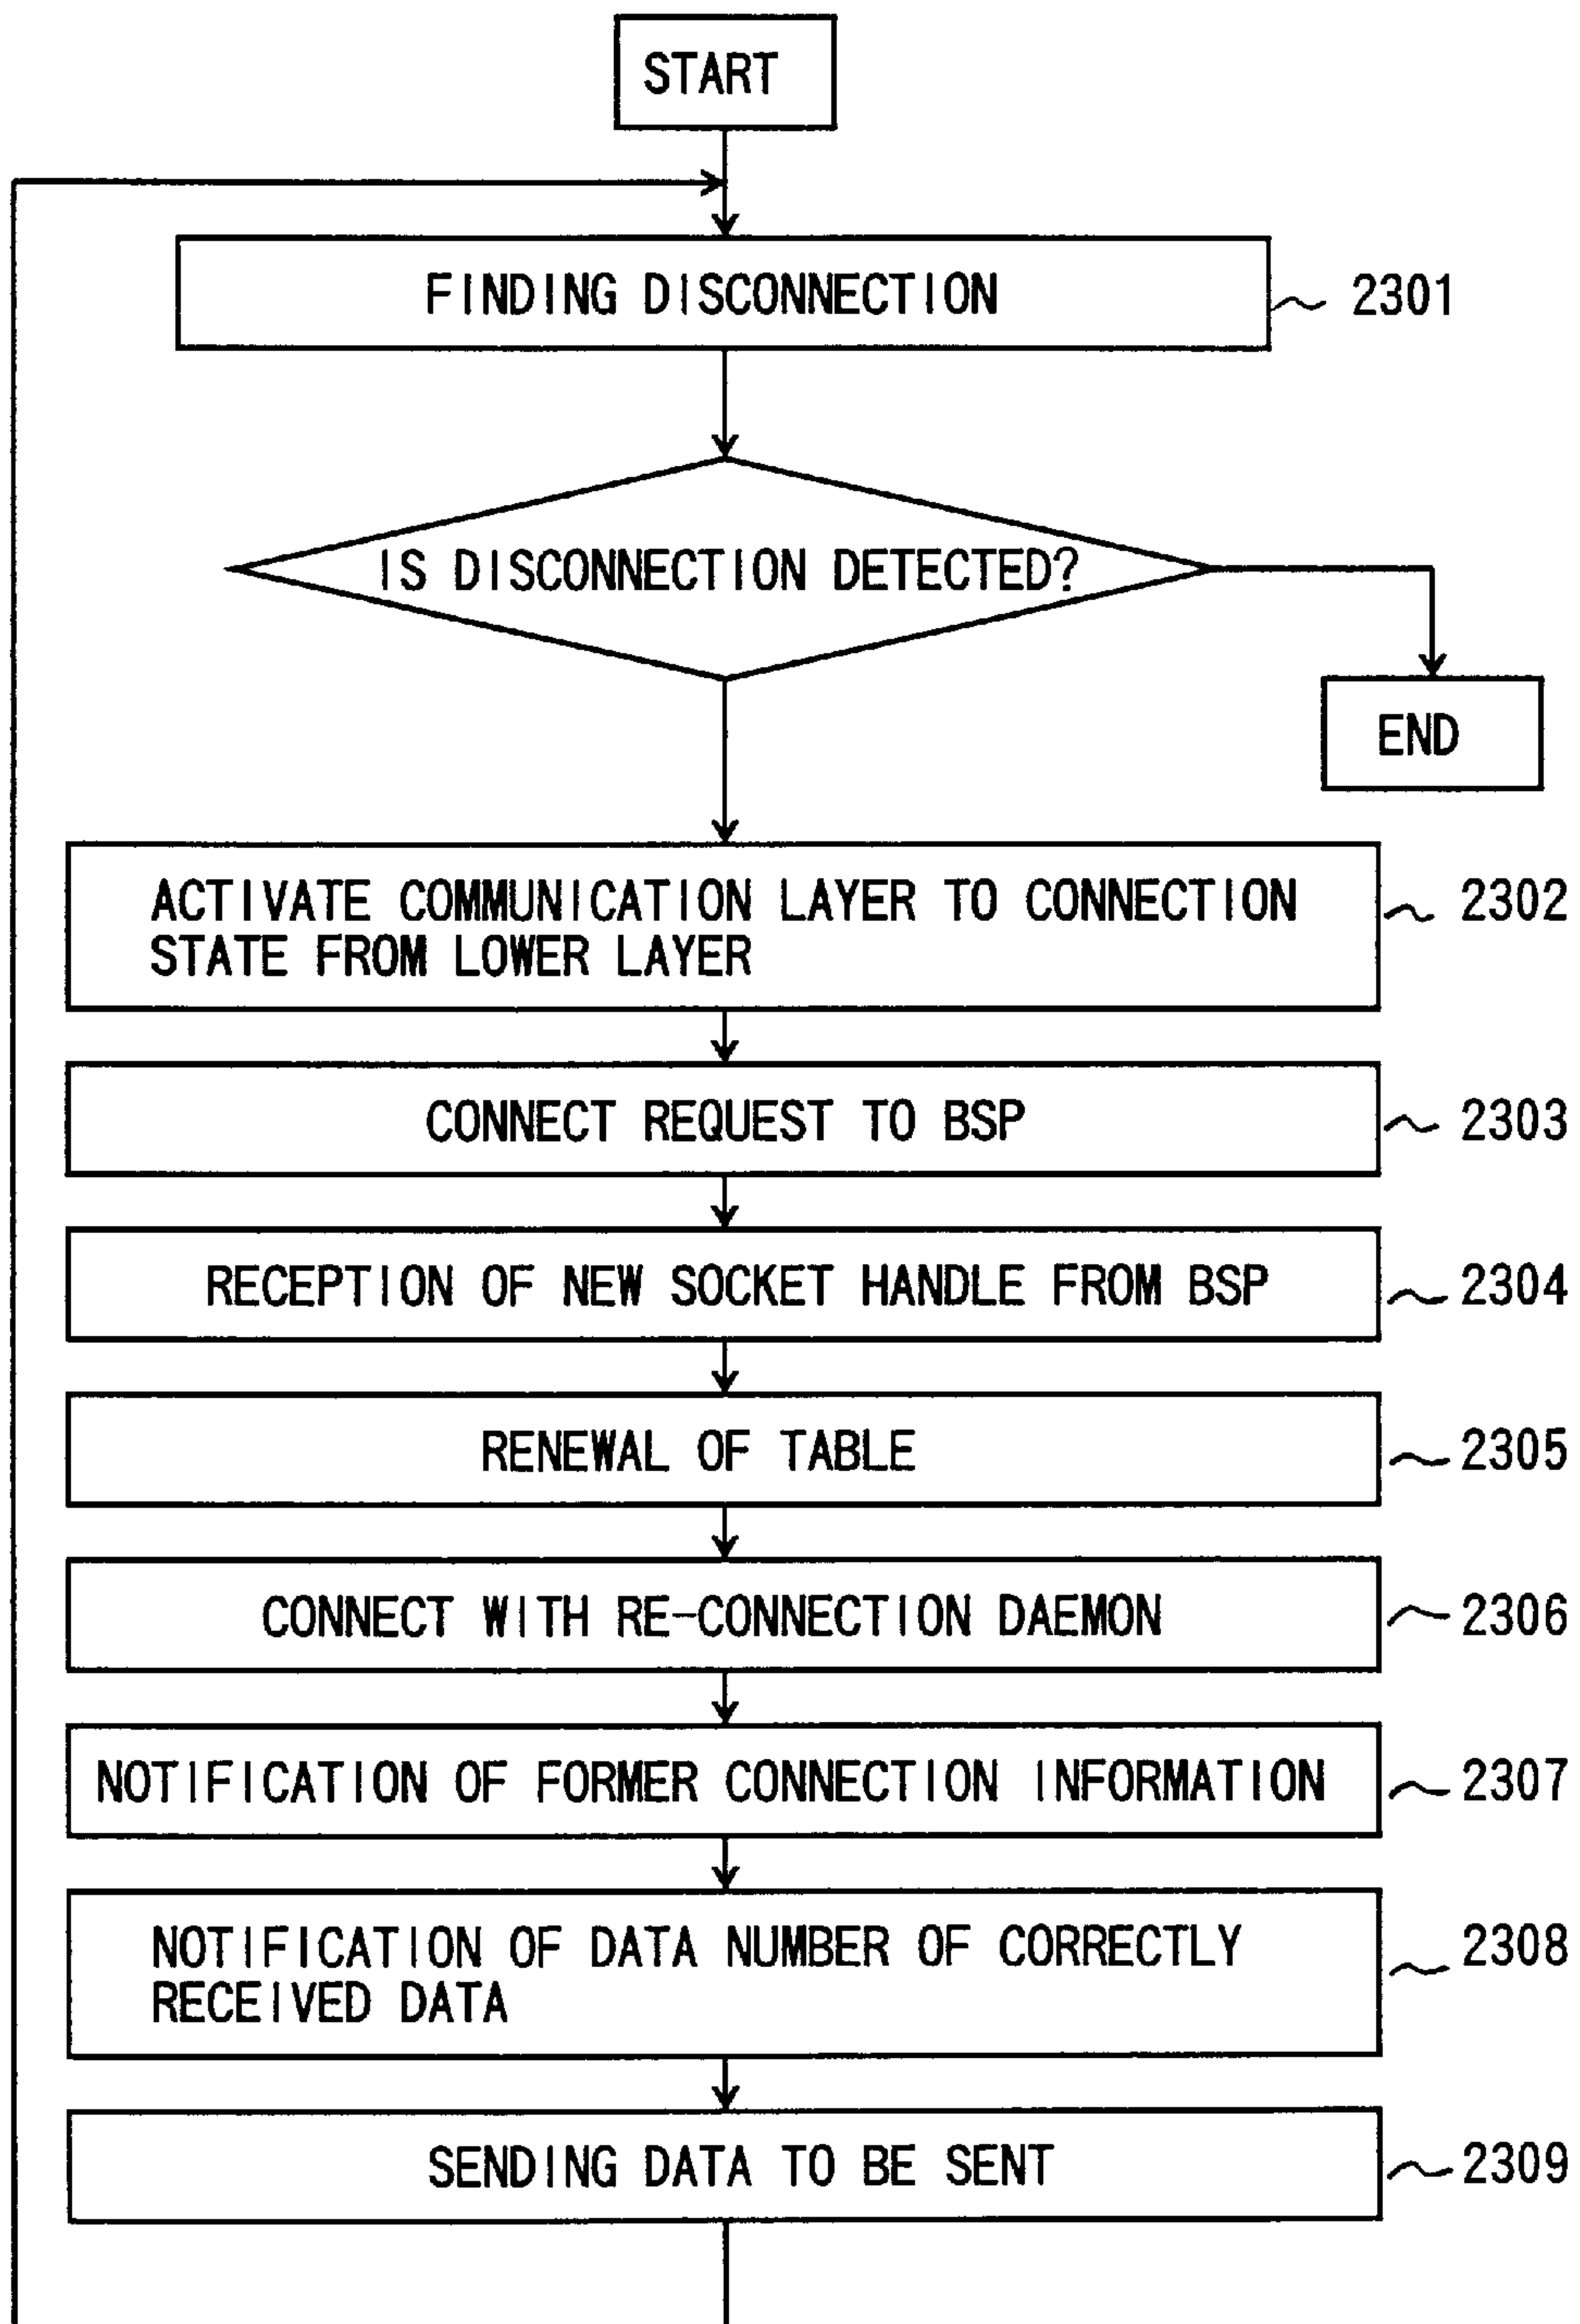 START
FINDING DISCONNECTION
2301
IS DISCONNECTION DETECTED?
END
ACTIVATE COMMUNICATION LAYER TO CONNECTION
STATE FROM LOWER LAYER
2302
CONNECT REQUEST TO BSP
2303
RECEPTION OF NEW SOCKET HANDLE FROM BSP
2304
RENEWAL OF TABLE
2305
CONNECT WITH RE-CONNECTION DAEMON
2306
NOTIFICATION OF FORMER CONNECTION INFORMATION
2307
NOTIFICATION OF DATA NUMBER OF CORRECTLY
RECEIVED DATA
2308
SENDING DATA TO BE SENT
2309